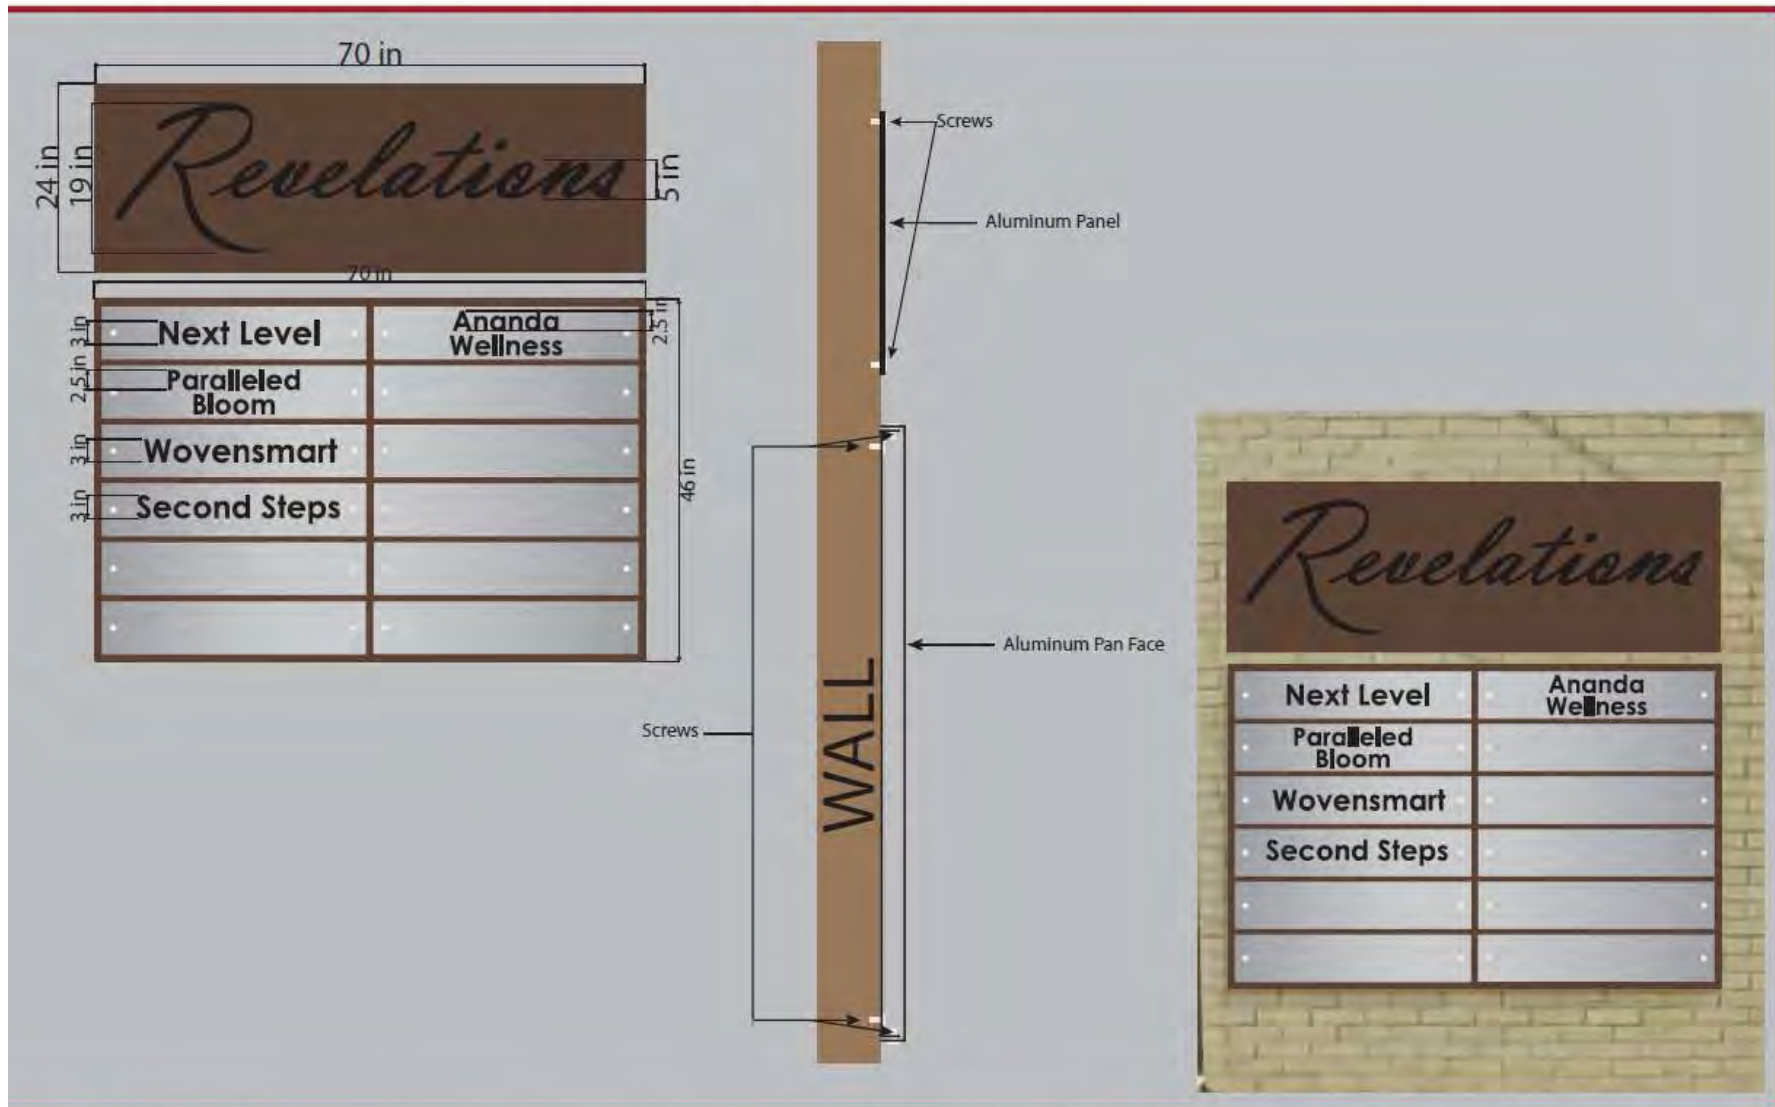 70 in
24 in
19 in
Revelations
5 in
70 in
3 in
Next Level
Ananda
Wellness
2.5 in
2.5 in
Paralleled
Bloom
3 in
Wovensmart
3 in
Second Steps
46 in
Screws
Aluminum Panel
Aluminum Pan Face
Screws
WALL
Revelations
Next Level
Ananda
Wellness
Paralleled
Bloom
Wovensmart
Second Steps